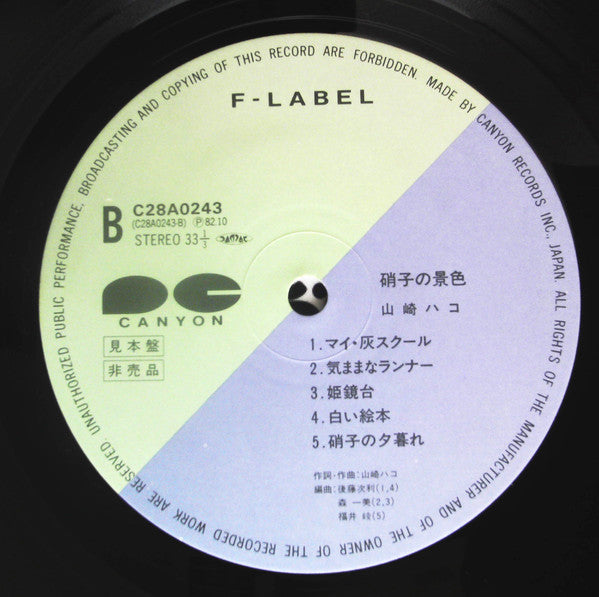 UNAUTHORIZED PUBLIC PERFORMANCE, BROADCASTING AND COPYING OF THIS RECORD ARE FORBIDDEN. MADE BY CANYON RECORDS INC., JAPAN. ALL RIGHTS OF THE MANUFACTURER AND OF THE OWNER OF THE RECORDED WORK ARE RESERVED
F-LABEL
B
C28A0243
(C28A0243-B) Ⓟ 82.10
STEREO 33 1/3
CANYON
見本盤
非売品
硝子の景色
山崎ハコ
1.マイ・灰スクール
2.気ままなランナー
3.姫鏡台
4.白い絵本
5.硝子の夕暮れ
作詞・作曲:山崎ハコ
編曲:後藤次利(1,4)
森 一美(2,3)
福井 崚(5)